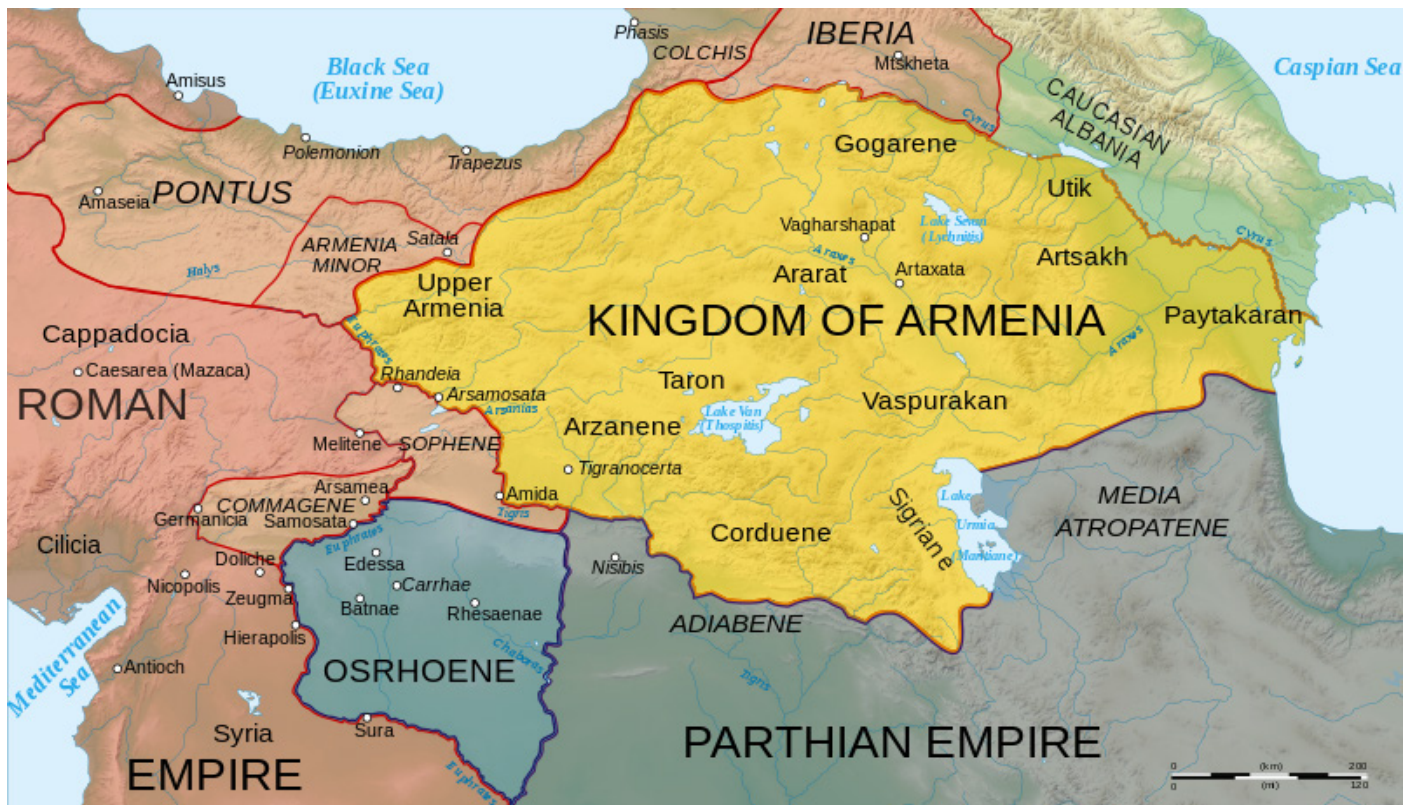 Phasis
COLCHIS
IBERIA
Mtskheta
Black Sea
(Euxine Sea)
Caspian Sea
Amisus
CAUCASIAN
ALBANIA
Cyrus
Polemonion
Trapezus
Gogarene
PONTUS
Amaseia
Utik
ARMENIA
MINOR
Satala
Vagharshapat
Lake Sevan
(Lychnitis)
Cyrus
Halys
Araxes
Artsakh
Upper
Armenia
Ararat
Artaxata
KINGDOM OF ARMENIA
Paytakaran
Araxes
Cappadocia
Euphrates
Caesarea (Mazaca)
Rhandeia
Arsamosata
Arsanias
Taron
Vaspurakan
ROMAN
Lake Van
(Thospitis)
Arzanene
Melitene
SOPHENE
Tigranocerta
Arsamea
COMMAGENE
Amida
Tigris
Germanicia
Samosata
Euphrates
Lake
Urmia
(Mantiane)
Sigriane
MEDIA
ATROPATENE
Corduene
Cilicia
Doliche
Edessa
Nisibis
Nicopolis
Zeugma
Carrhae
Batnae
Rhesaenae
Hierapolis
ADIABENE
Mediterranean
Sea
Chaboras
Antioch
OSRHOENE
Tigris
Syria
Sura
PARTHIAN EMPIRE
EMPIRE
Euphrates
0 (km) 200
0 (mi) 120